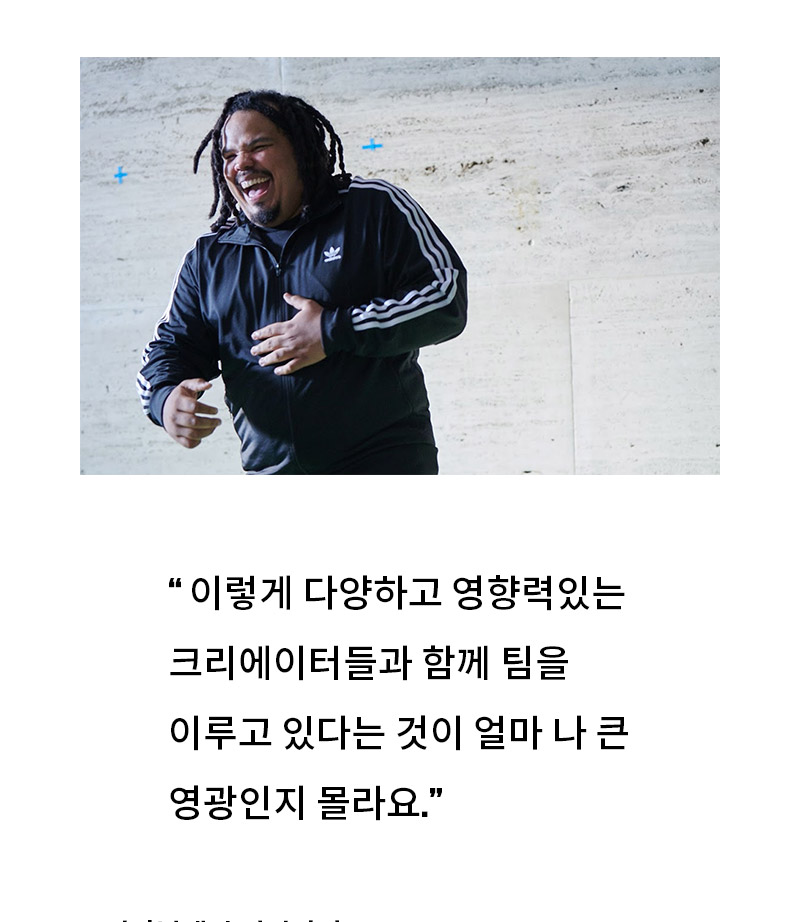 “ 이렇게 다양하고 영향력있는
크리에이터들과 함께 팀을
이루고 있다는 것이 얼마 나 큰
영광인지 몰라요.”